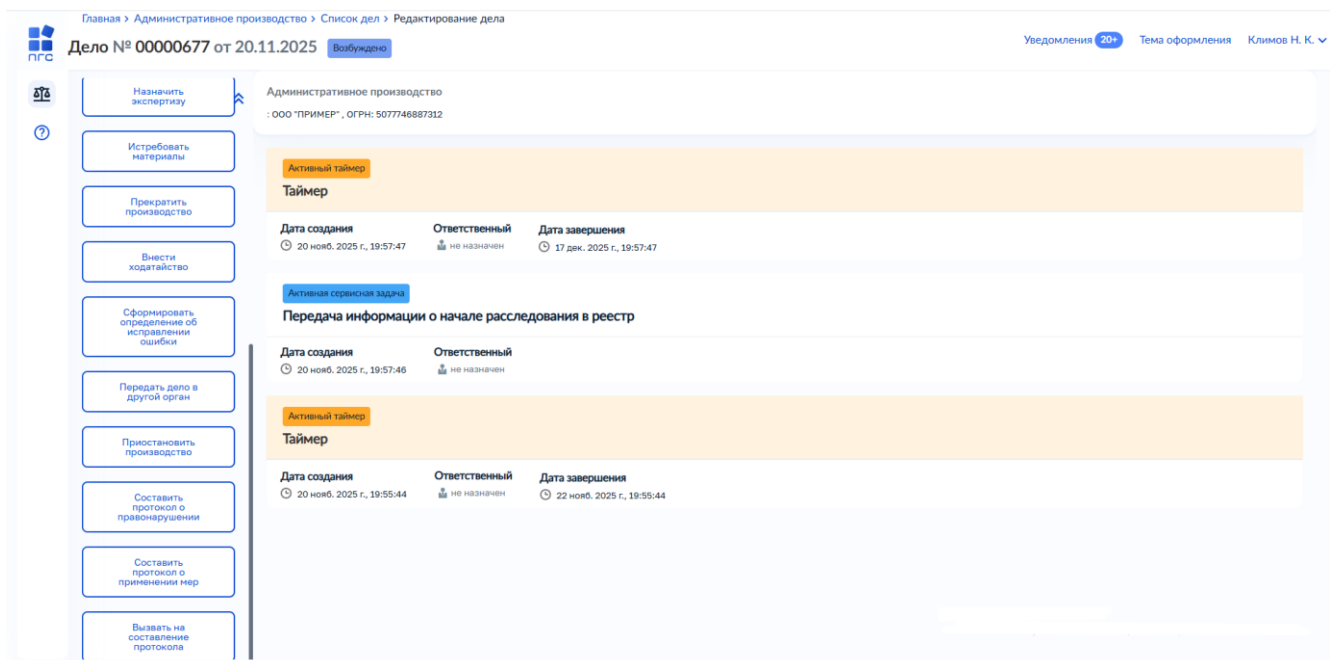 Главная > Административное производство > Список дел > Редактирование дела
ПГС
Дело № 00000677 от 20.11.2025 Возбуждено
Уведомления 20+ Тема оформления Климов Н. К.
Назначить
экспертизу
Истребовать
материалы
Прекратить
производство
Внести
ходатайство
Сформировать
определение об
исправлении
ошибки
Передать дело в
другой орган
Приостановить
производство
Составить
протокол о
правонарушении
Составить
протокол о
применении мер
Вызвать на
составление
протокола
Административное производство
: ООО "ПРИМЕР" , ОГРН: 5077746887312
Активный таймер
Таймер
Дата создания Ответственный Дата завершения
20 нояб. 2025 г., 19:57:47 не назначен 17 дек. 2025 г., 19:57:47
Активная сервисная задача
Передача информации о начале расследования в реестр
Дата создания Ответственный
20 нояб. 2025 г., 19:57:46 не назначен
Активный таймер
Таймер
Дата создания Ответственный Дата завершения
20 нояб. 2025 г., 19:55:44 не назначен 22 нояб. 2025 г., 19:55:44